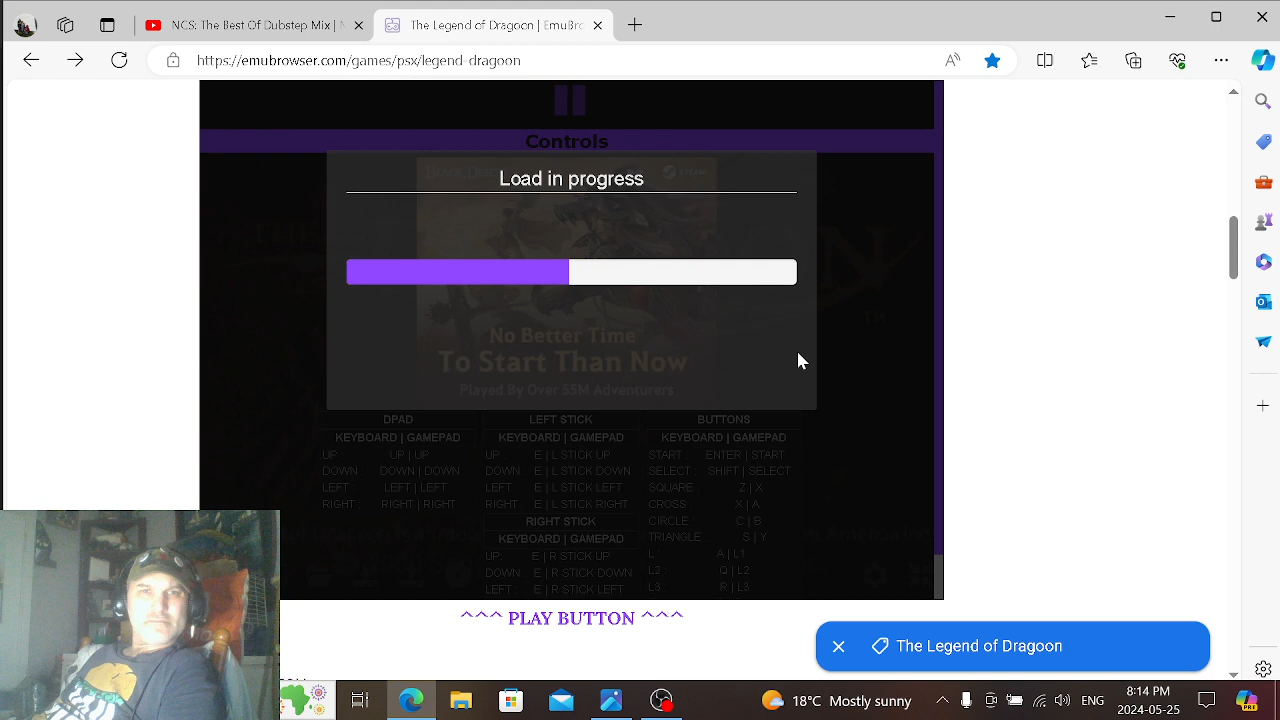 NCS: The Best Of Dubstep Mix |
The Legend of Dragoon | Emubro
https://emubrowser.com/games/psx/legend-dragoon
Controls
Load in progress
STEAM
No Better Time
To Start Than Now
Played By Over 55M Adventurers
DPAD LEFT STICK BUTTONS
KEYBOARD | GAMEPAD KEYBOARD | GAMEPAD KEYBOARD | GAMEPAD
UP UP | UP UP E | L STICK UP START : ENTER | START
DOWN DOWN | DOWN DOWN E | L STICK DOWN SELECT : SHIFT | SELECT
LEFT : LEFT | LEFT LEFT E | L STICK LEFT SQUARE Z | X
RIGHT : RIGHT | RIGHT RIGHT E | L STICK RIGHT CROSS : X | A
RIGHT STICK CIRCLE C | B
KEYBOARD | GAMEPAD TRIANGLE S | Y
UP: E | R STICK UP L A | L1
DOWN E | R STICK DOWN L2 : Q | L2
LEFT : E | R STICK LEFT L3 : R | L3
^^^ PLAY BUTTON ^^^
The Legend of Dragoon
18°C Mostly sunny
ENG
8:14 PM
2024-05-25